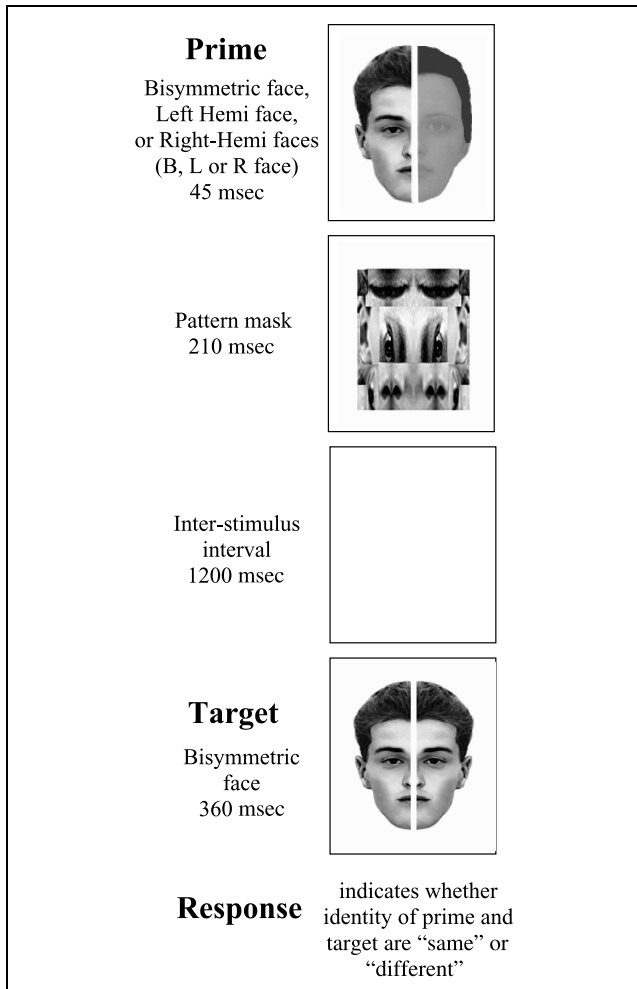 Prime
Bisymmetric face,
Left Hemi face,
or Right-Hemi faces
(B, L or R face)
45 msec
Pattern mask
210 msec
Inter-stimulus
interval
1200 msec
Target
Bisymmetric
face
360 msec
Response
indicates whether
identity of prime and
target are “same” or
“different”